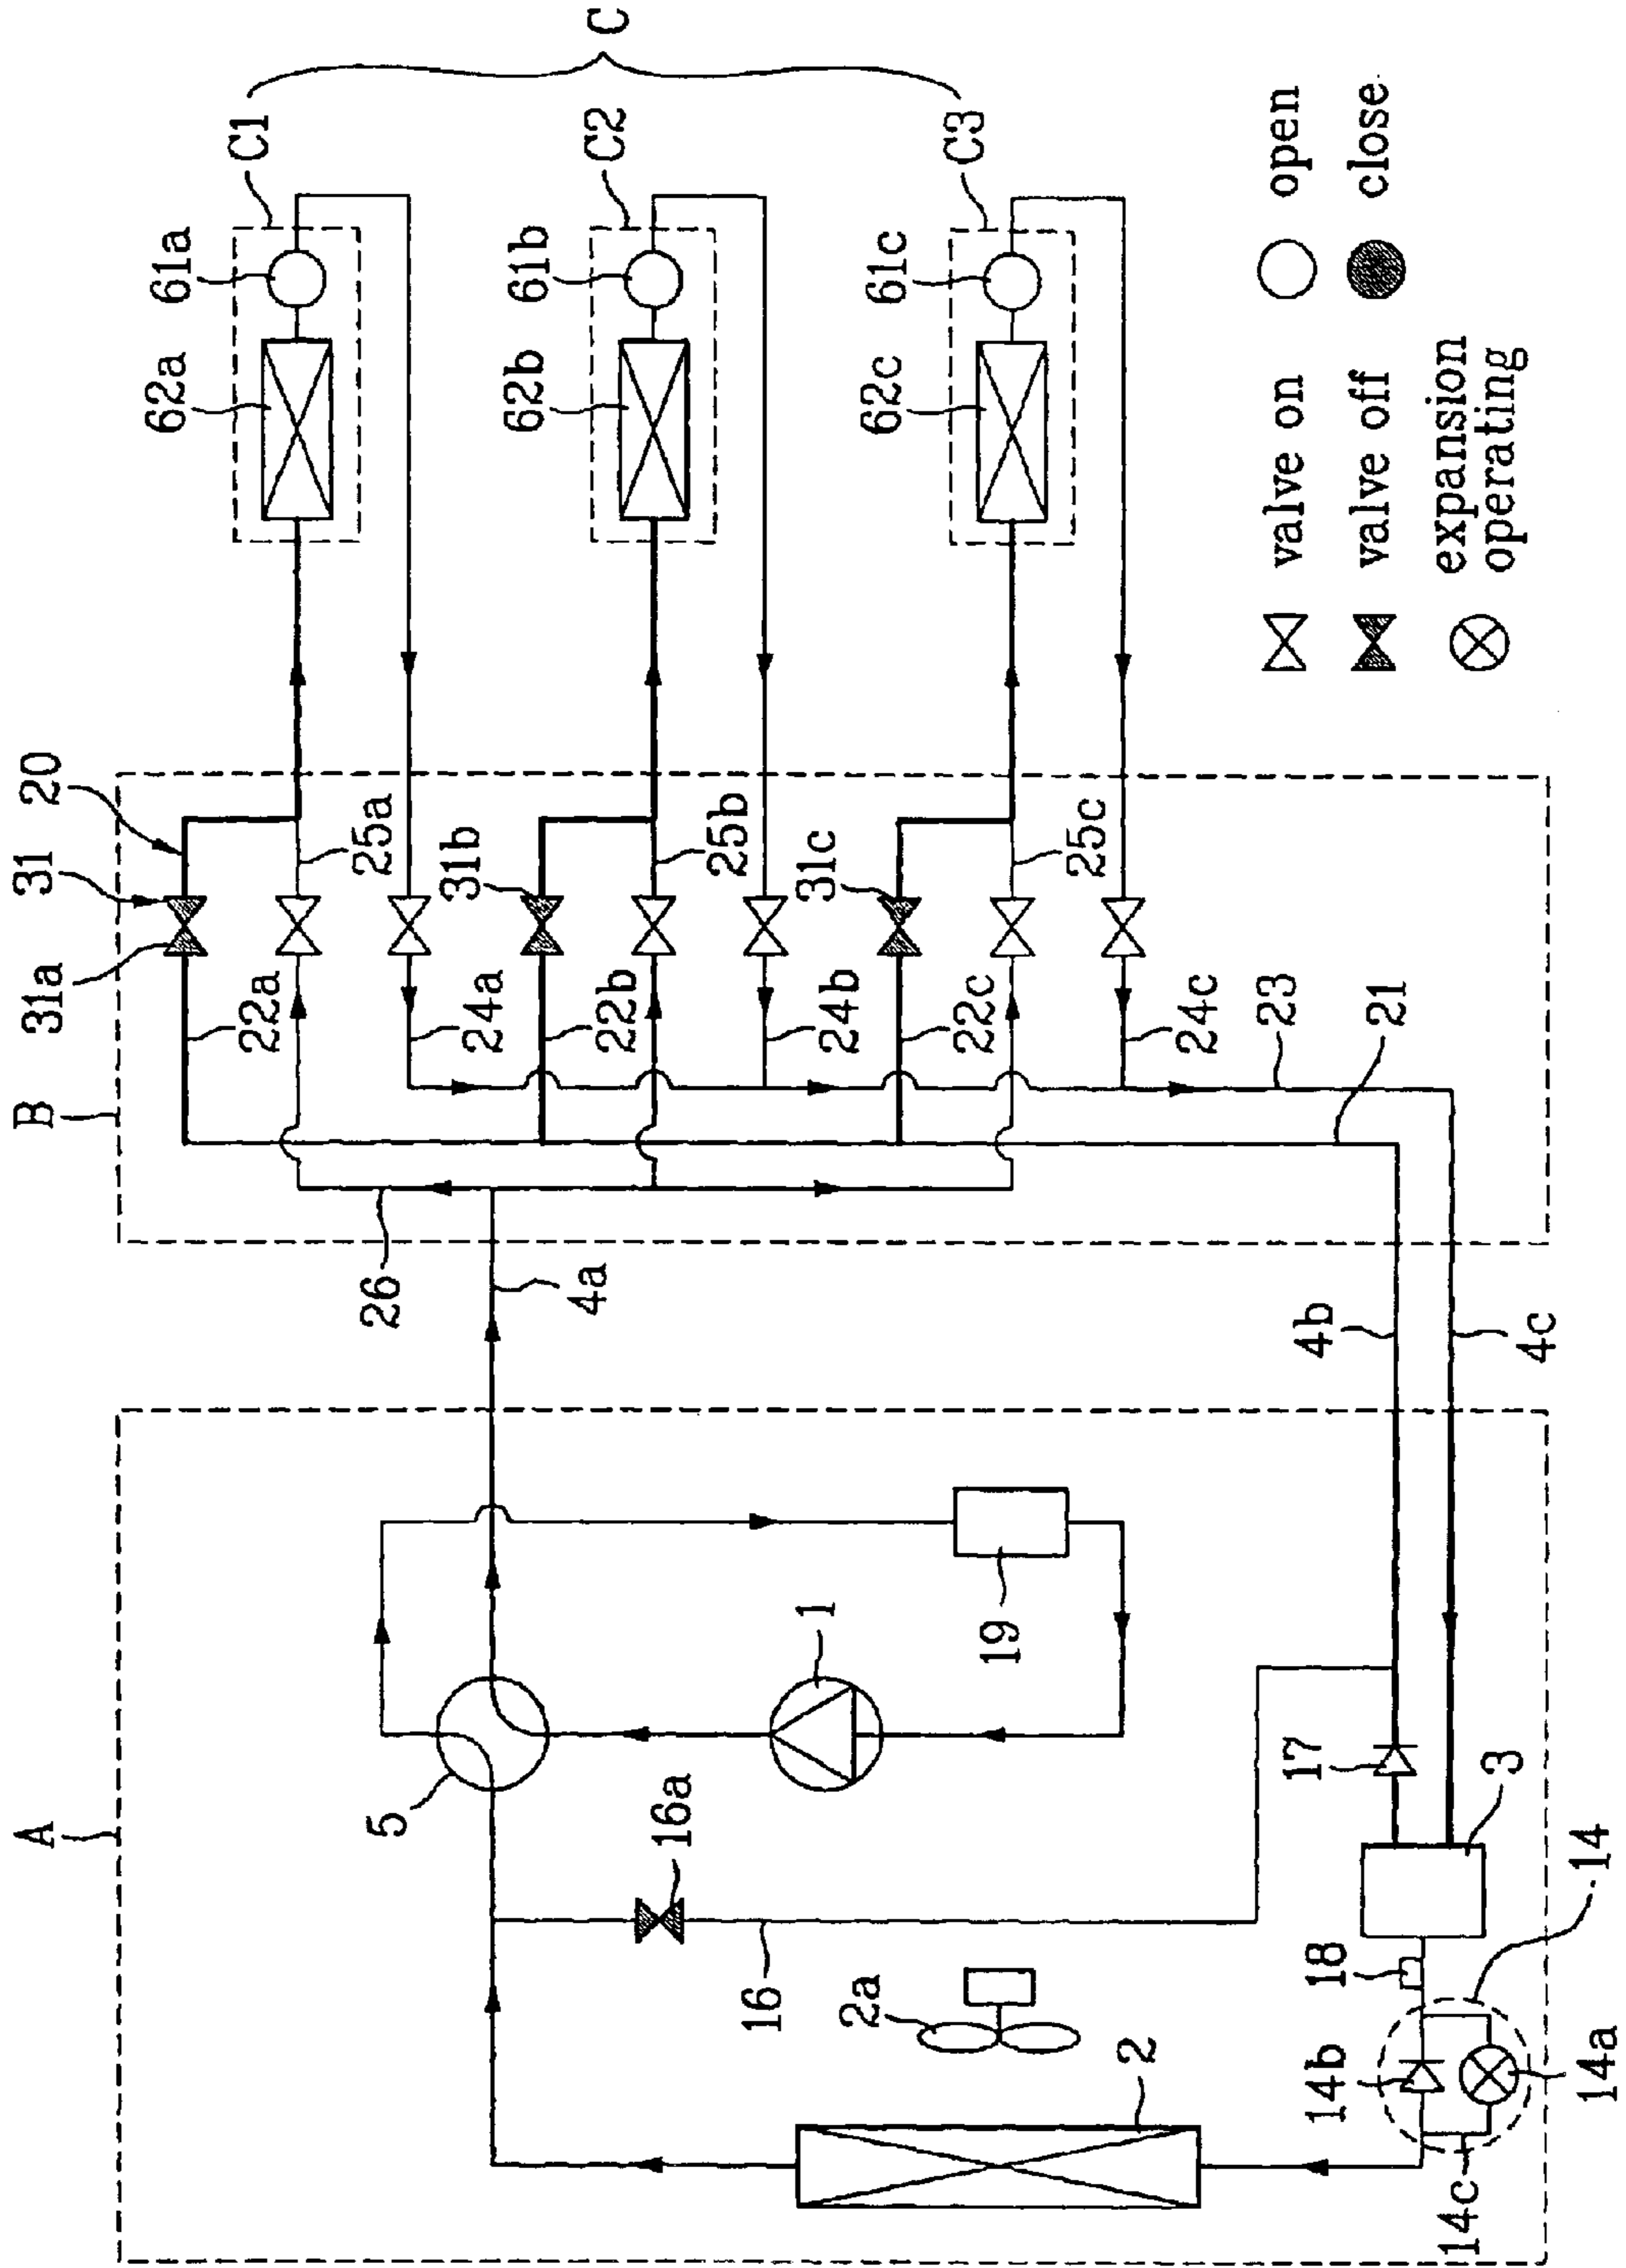 A
B
31
31a
20
C
C1
C2
C3
61a
62a
61b
62b
61c
62c
22a
25a
24a
31b
22b
25b
24b
31c
22c
25c
24c
23
21
26
4a
4b
4c
5
1
19
16a
16
2a
2
17
3
18
14
14b
14a
14c
valve on
open
valve off
close
expansion
operating